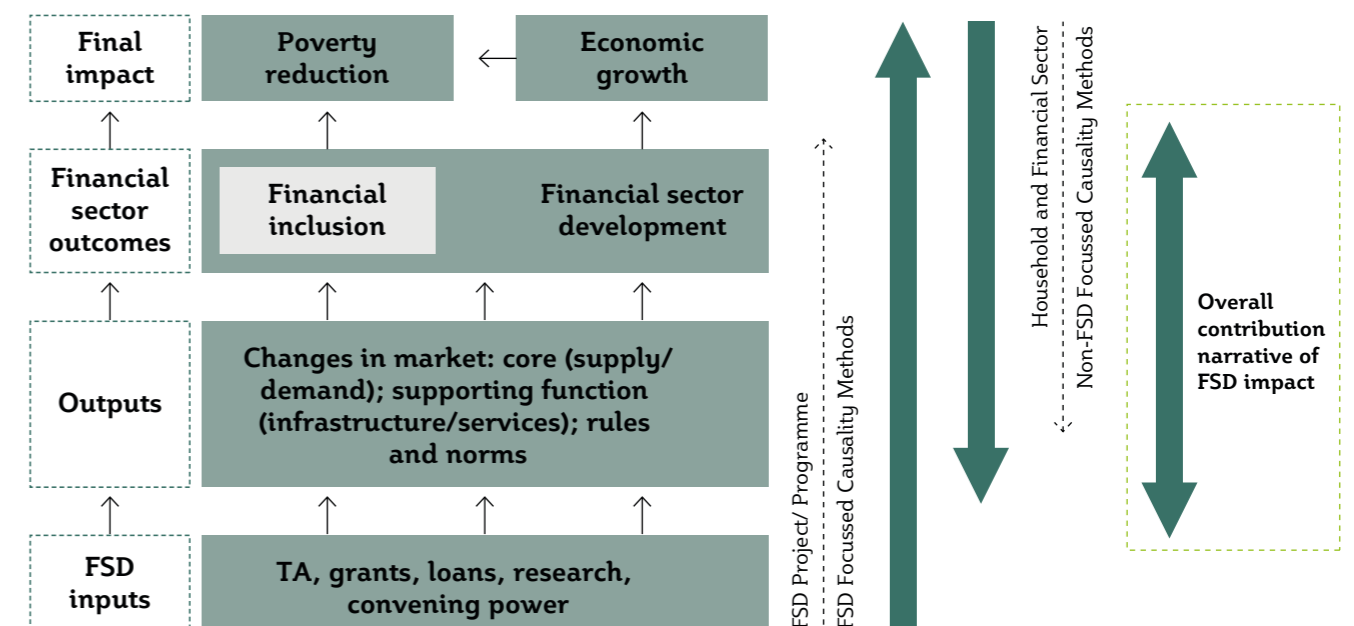 Final
impact
Poverty
reduction
Economic
growth
Financial
sector
outcomes
Financial
inclusion
Financial sector
development
Outputs
Changes in market: core (supply/
demand); supporting function
(infrastructure/services); rules
and norms
FSD
inputs
TA, grants, loans, research,
convening power
FSD Project/ Programme
FSD Focussed Causality Methods
Household and Financial Sector
Non-FSD Focussed Causality Methods
Overall
contribution
narrative of
FSD impact